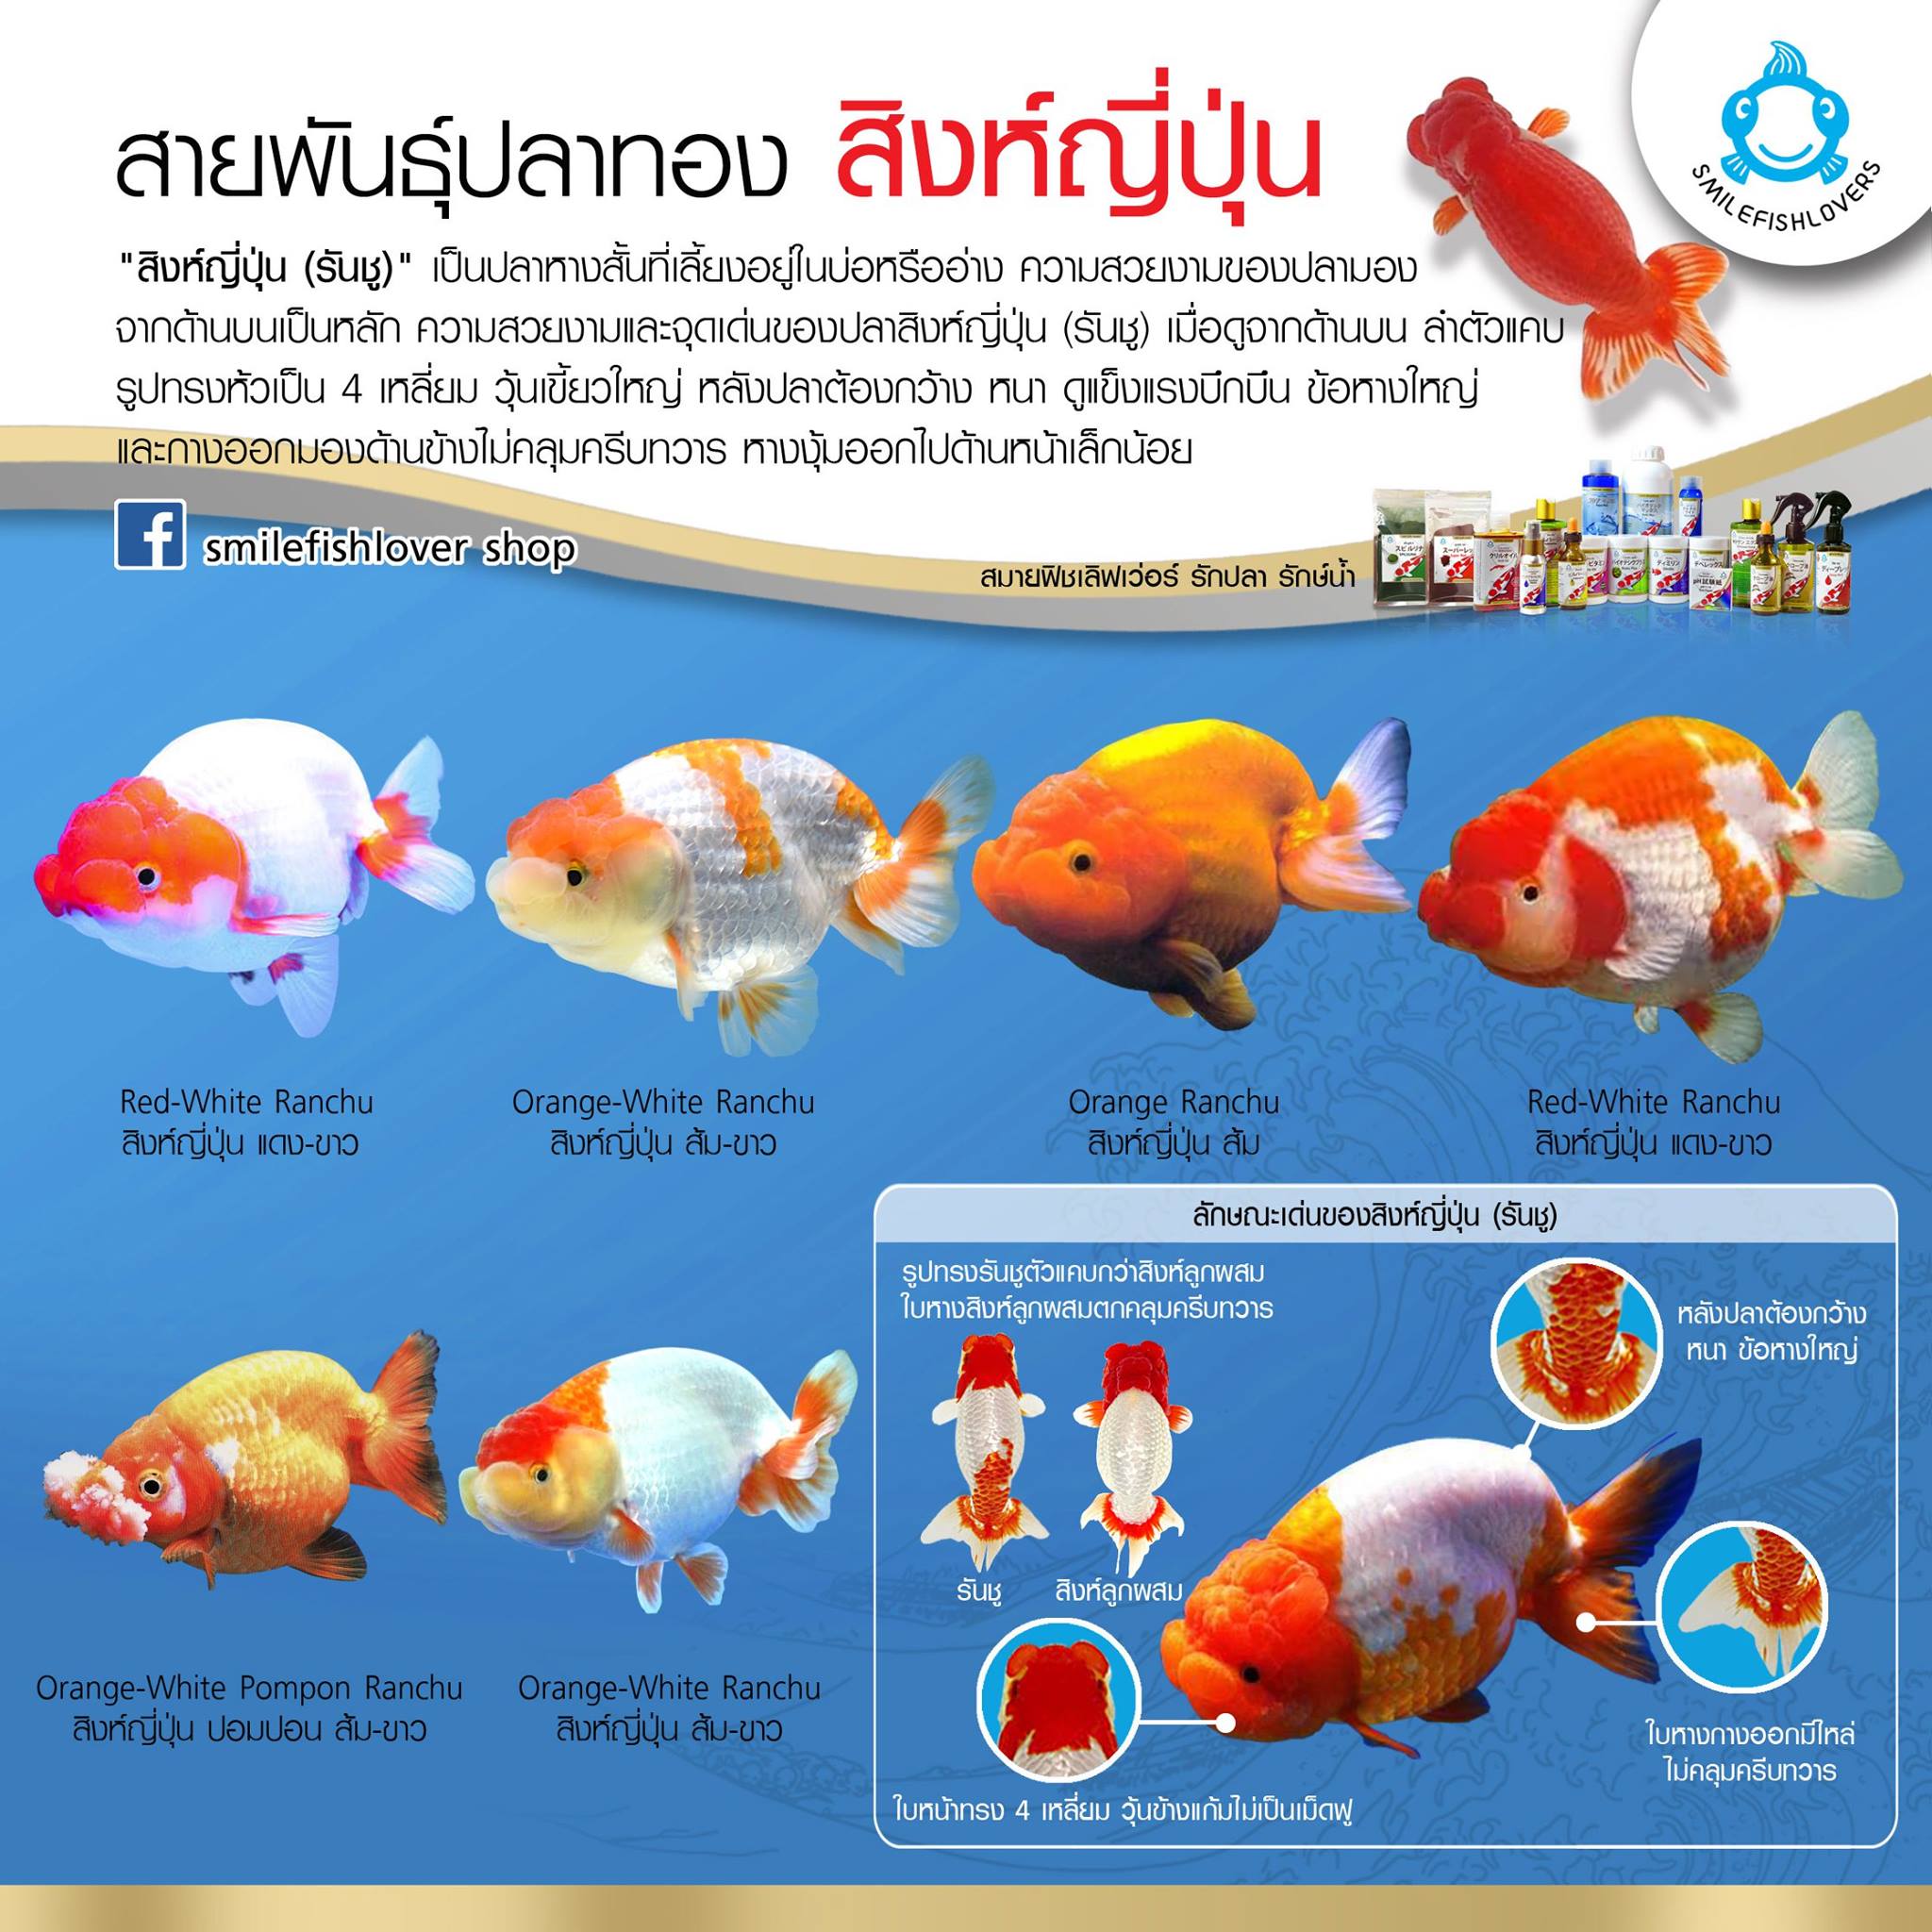 สายพันธุ์ปลาทอง สิงห์ญี่ปุ่น
SMILEFISHLOVERS
"สิงห์ญี่ปุ่น (รันชู)" เป็นปลาหางสั้นที่เลี้ยงอยู่ในบ่อหรืออ่าง ความสวยงามของปลามอง
จากด้านบนเป็นหลัก ความสวยงามและจุดเด่นของปลาสิงห์ญี่ปุ่น (รันชู) เมื่อดูจากด้านบน ลำตัวแคบ
รูปทรงหัวเป็น 4 เหลี่ยม วุ้นเขี้ยวใหญ่ หลังปลาต้องกว้าง หนา ดูแข็งแรงบึกบึน ข้อหางใหญ่
และกางออกมองด้านข้างไม่คลุมครีบทวาร หางงุ้มออกไปด้านหน้าเล็กน้อย
f smilefishlover shop
สมายฟิชเลิฟเว่อร์ รักปลา รักษ์น้ำ
Red-White Ranchu
สิงห์ญี่ปุ่น แดง-ขาว
Orange-White Ranchu
สิงห์ญี่ปุ่น ส้ม-ขาว
Orange Ranchu
สิงห์ญี่ปุ่น ส้ม
Red-White Ranchu
สิงห์ญี่ปุ่น แดง-ขาว
Orange-White Pompon Ranchu
สิงห์ญี่ปุ่น ปอมปอน ส้ม-ขาว
Orange-White Ranchu
สิงห์ญี่ปุ่น ส้ม-ขาว
ลักษณะเด่นของสิงห์ญี่ปุ่น (รันชู)
รูปทรงรันชูตัวแคบกว่าสิงห์ลูกผสม
ใบหางสิงห์ลูกผสมตกคลุมครีบทวาร
รันชู
สิงห์ลูกผสม
หลังปลาต้องกว้าง
หนา ข้อหางใหญ่
ใบหางกางออกมีไหล่
ไม่คลุมครีบทวาร
ใบหน้าทรง 4 เหลี่ยม วุ้นข้างแก้มไม่เป็นเม็ดฟู